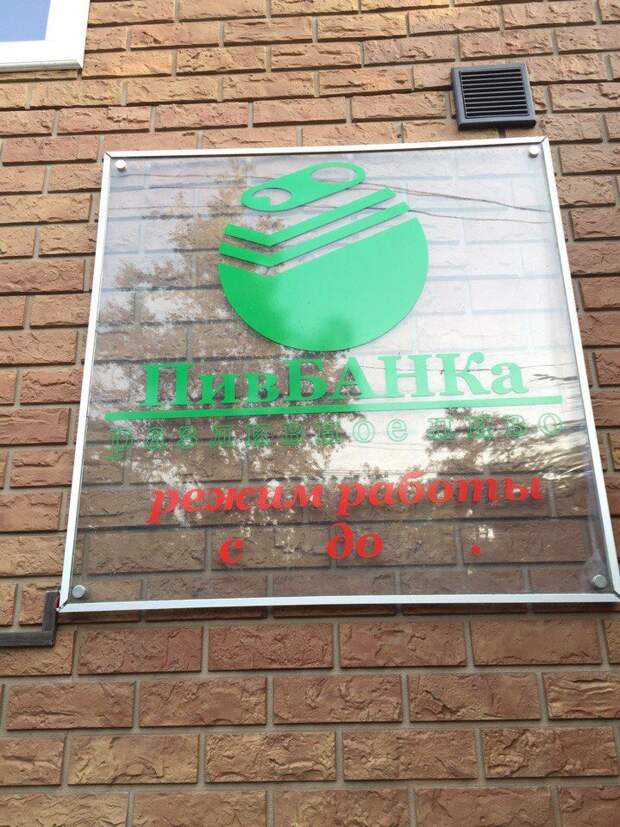 ПивБАНКа
разливное пиво
режим работы
с до .